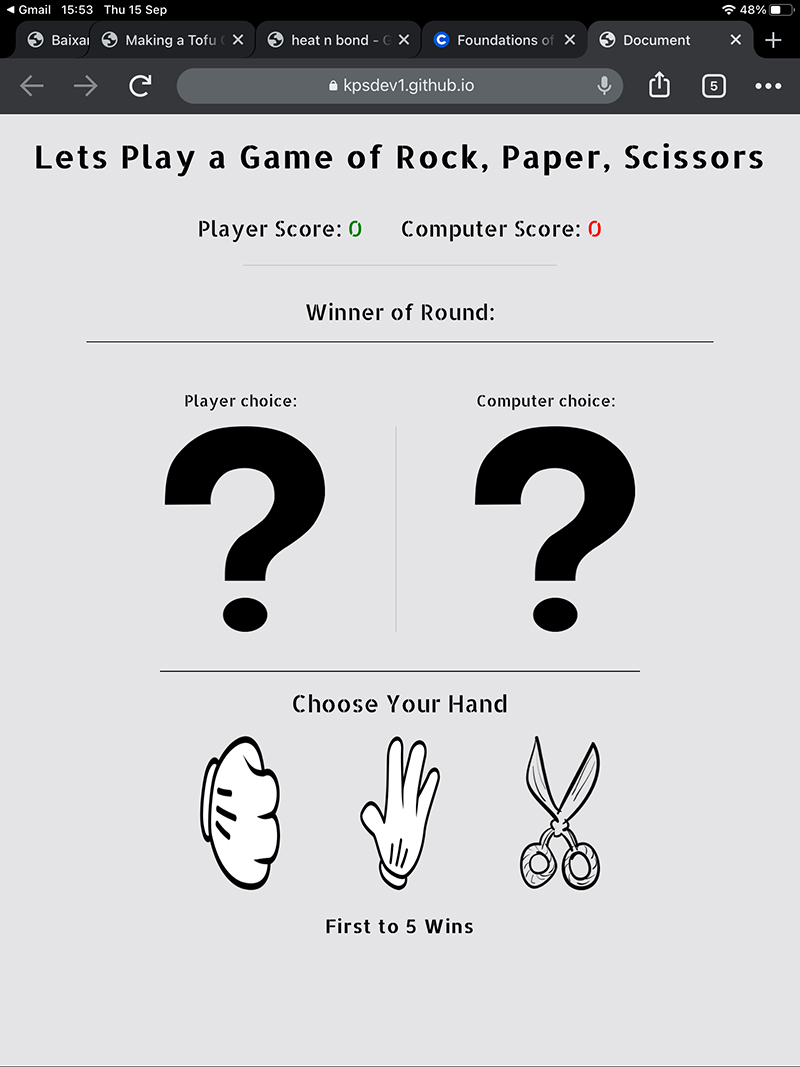 Gmail 15:53 Thu 15 Sep 48%
Baixar Making a Tofu heat n bond - G Foundations of Document
kpsdev1.github.io 5
Lets Play a Game of Rock, Paper, Scissors
Player Score: 0 Computer Score: 0
Winner of Round:
Player choice: Computer choice:
Choose Your Hand
First to 5 Wins